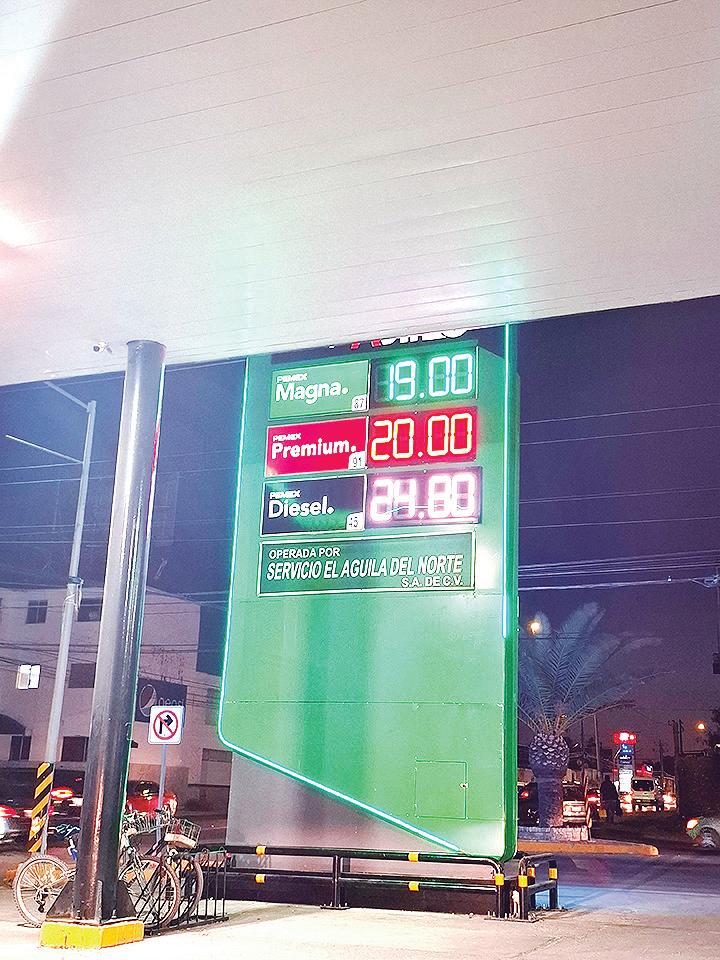 PEMEX
Magna.
87
19.00
PEMEX
Premium.
91
20.00
PEMEX
Diesel.
45
24.80
OPERADA POR
SERVICIO EL AGUILA DEL NORTE
S.A. DE C.V.